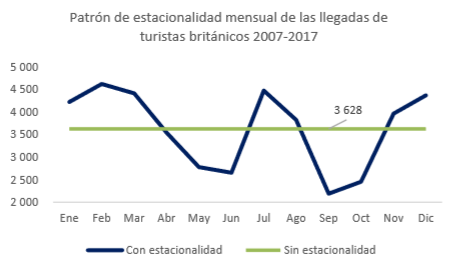 Patrón de estacionalidad mensual de las llegadas de
turistas británicos 2007-2017
5 000
4 500
4 000
3 500
3 000
2 500
2 000
3 628
Ene Feb Mar Abr May Jun Jul Ago Sep Oct Nov Dic
Con estacionalidad Sin estacionalidad